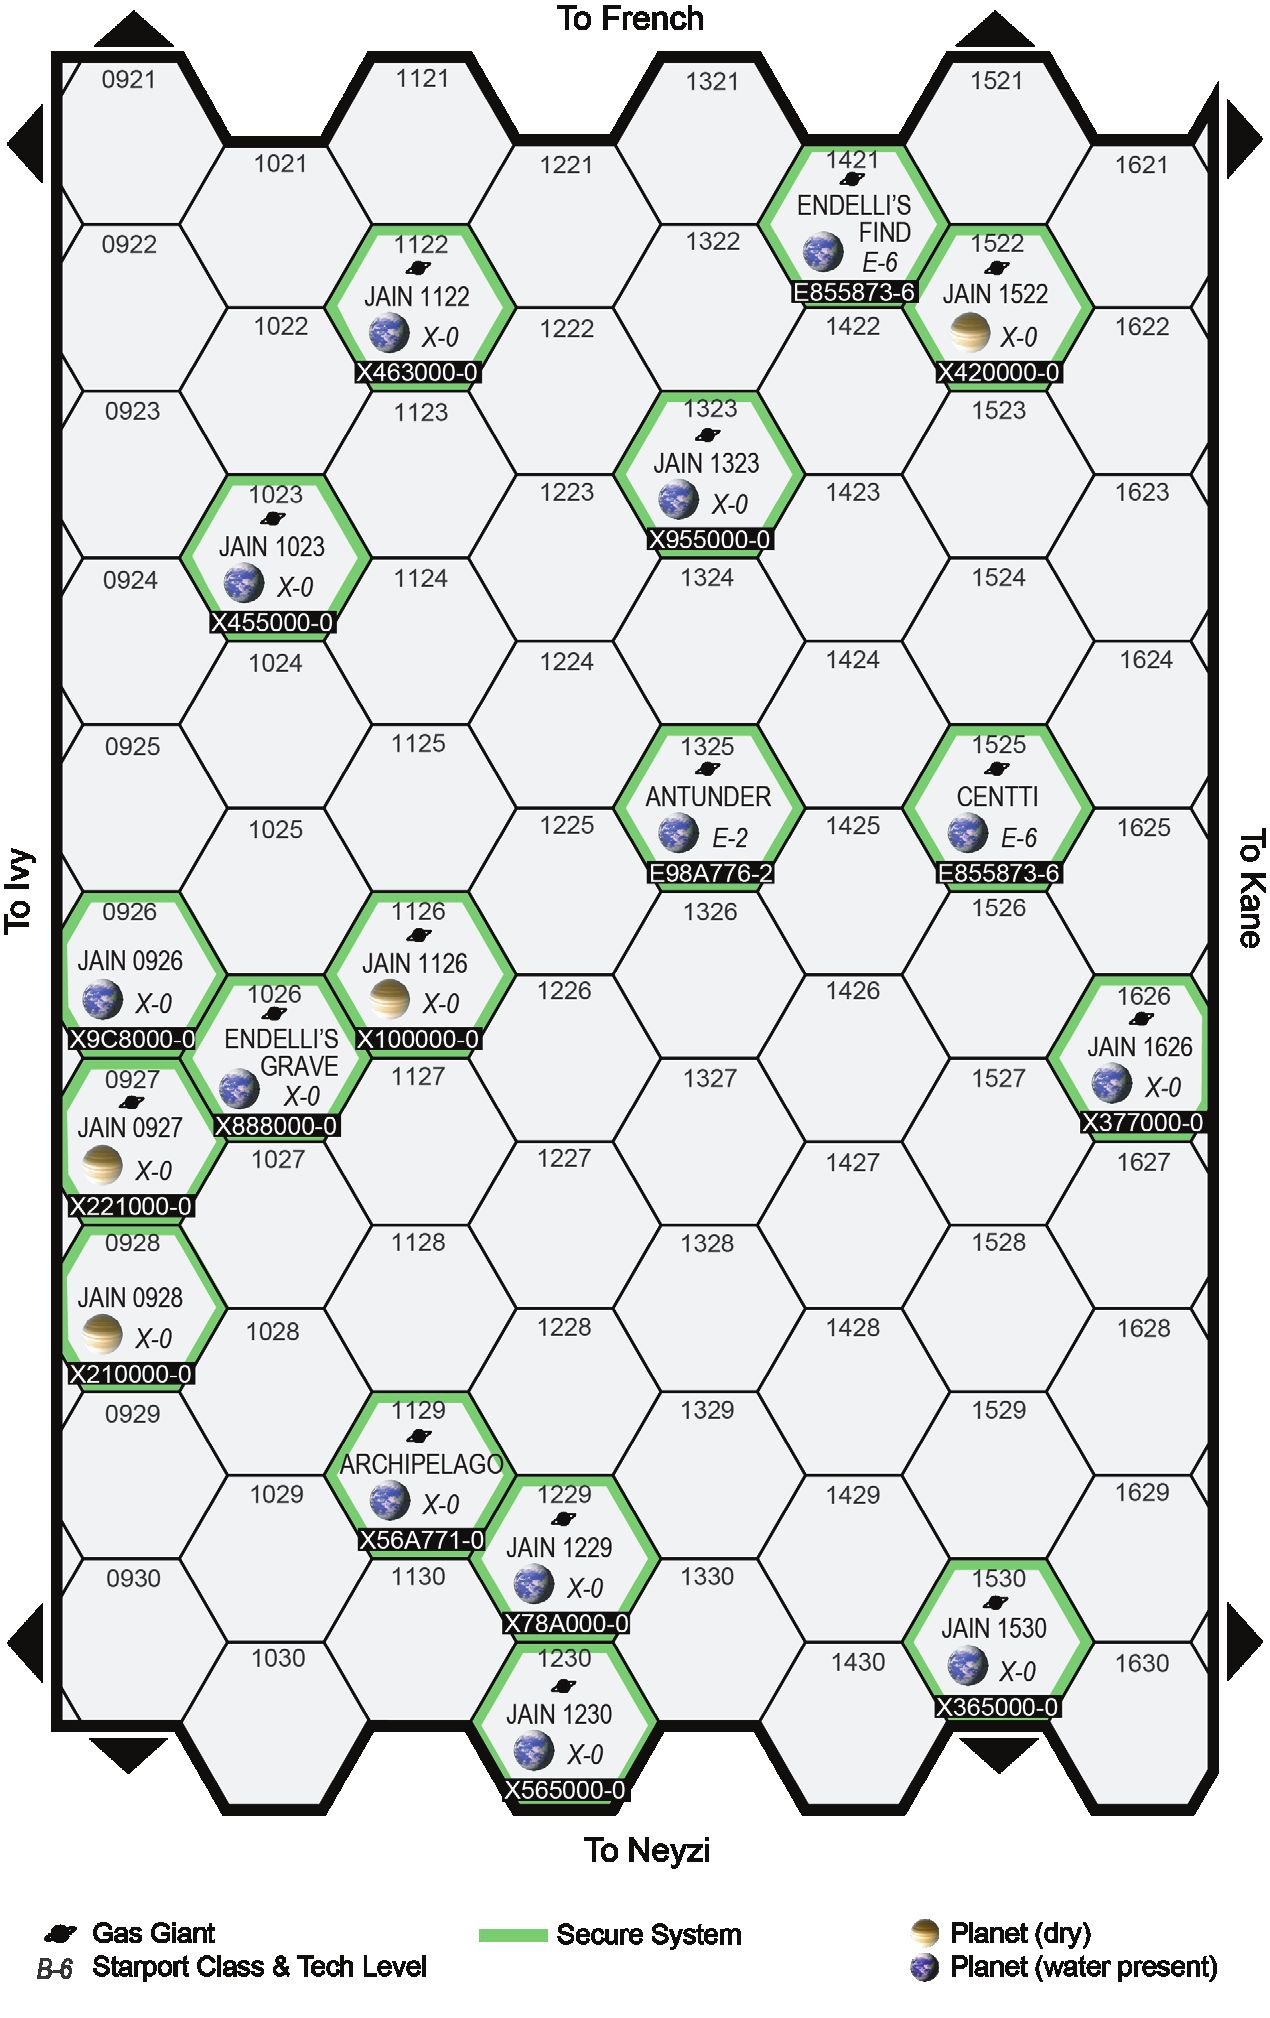 To French
0921
1121
1321
1521
1021
1221
1421
1621
ENDELLI'S
FIND
E-6
E855873-6
0922
1122
JAIN 1122
X-0
X463000-0
1322
1522
JAIN 1522
X-0
X420000-0
1022
1222
1422
1622
0923
1123
1323
JAIN 1323
X-0
X955000-0
1523
1023
JAIN 1023
X-0
X455000-0
1223
1423
1623
0924
1124
1324
1524
1024
1224
1424
1624
0925
1125
1325
ANTUNDER
E-2
E98A776-2
1525
CENTTI
E-6
E855873-6
1025
1225
1425
1625
To Ivy
To Kane
0926
JAIN 0926
X-0
X9C8000-0
1126
JAIN 1126
X-0
X100000-0
1326
1526
1026
ENDELLI'S
GRAVE
X-0
X888000-0
1226
1426
1626
JAIN 1626
X-0
X377000-0
0927
JAIN 0927
X-0
X221000-0
1127
1327
1527
1027
1227
1427
1627
0928
JAIN 0928
X-0
X210000-0
1128
1328
1528
1028
1228
1428
1628
0929
1129
ARCHIPELAGO
X-0
X56A771-0
1329
1529
1029
1229
JAIN 1229
X-0
X78A000-0
1429
1629
0930
1130
1330
1530
JAIN 1530
X-0
X365000-0
1030
1230
JAIN 1230
X-0
X565000-0
1430
1630
To Neyzi
Gas Giant
Secure System
Planet (dry)
B-6 Starport Class & Tech Level
Planet (water present)